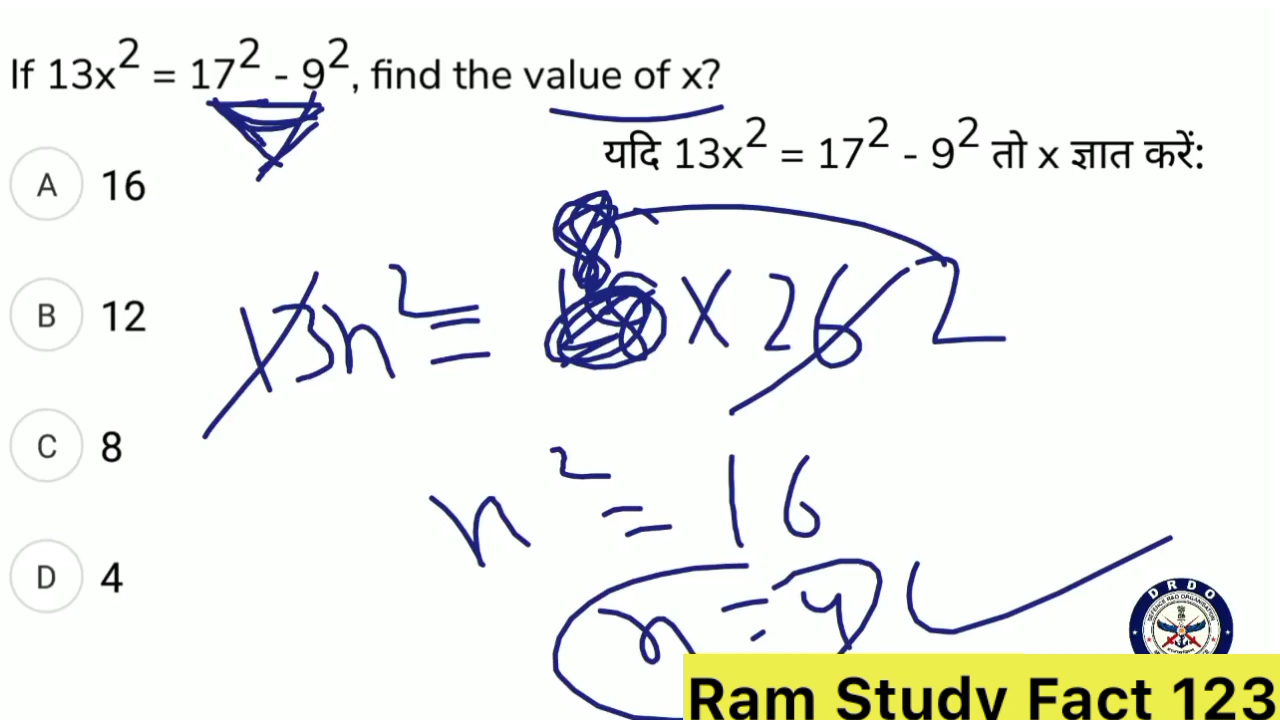 If 13x² = 17² - 9², find the value of x?
यदि 13x² = 17² - 9² तो x ज्ञात करें:
A 16
B 12
C 8
D 4
13x² = 8 × 26 2
x² = 16
x = 4
DRDO
Ram Study Fact 123